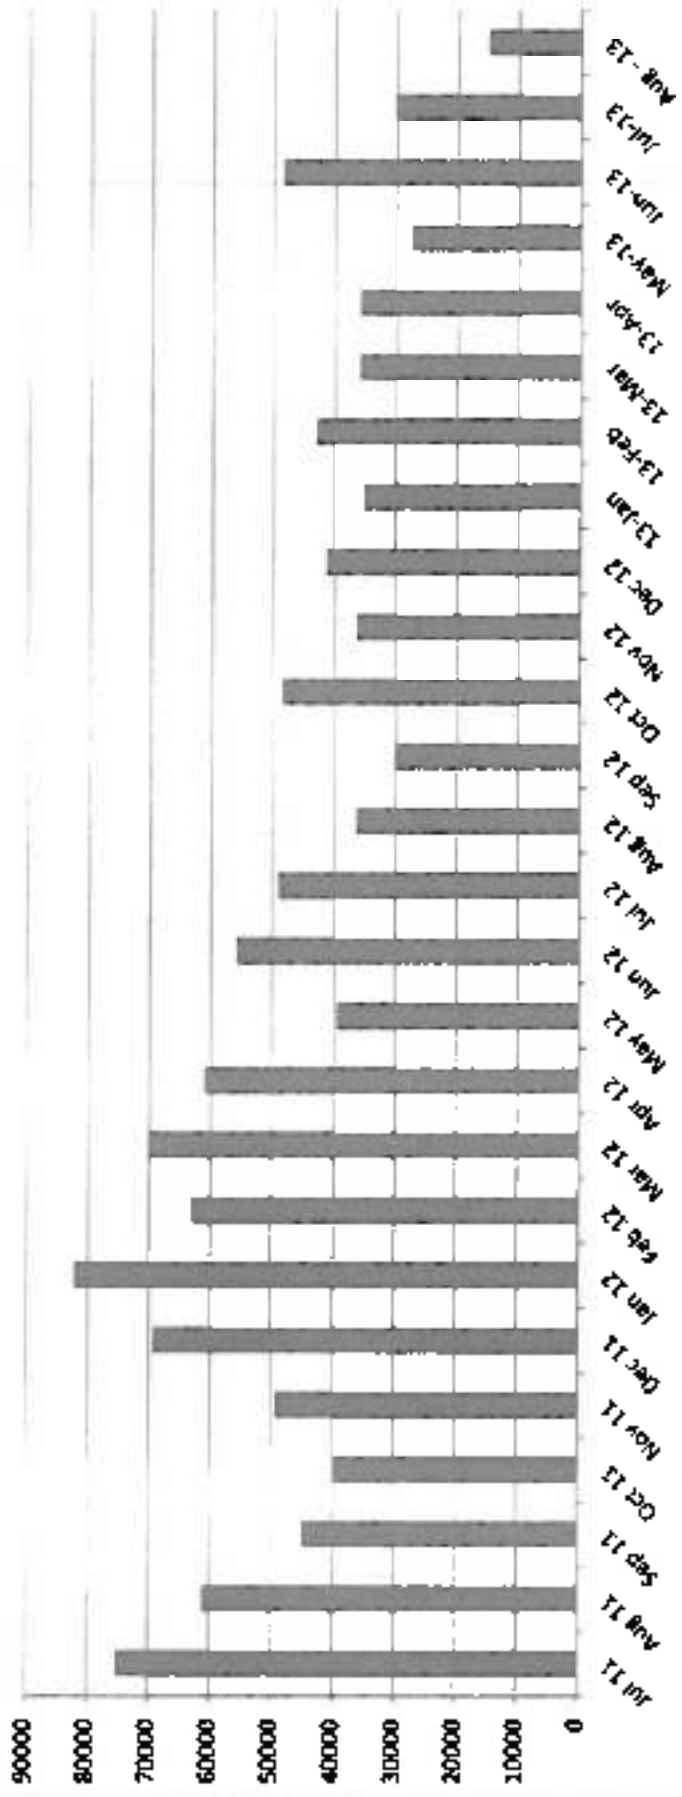 90000
80000
70000
60000
50000
40000
30000
20000
10000
0
Jul 11
Aug 11
Sep 11
Oct 11
Nov 11
Dec 11
Jan 12
Feb 12
Mar 12
Apr 12
May 12
Jun 12
Jul 12
Aug 12
Sep 12
Oct 12
Nov 12
Dec 12
13-Jan
13-Feb
13-Mar
13-Apr
May-13
Jun-13
Jul-13
Aug - 13